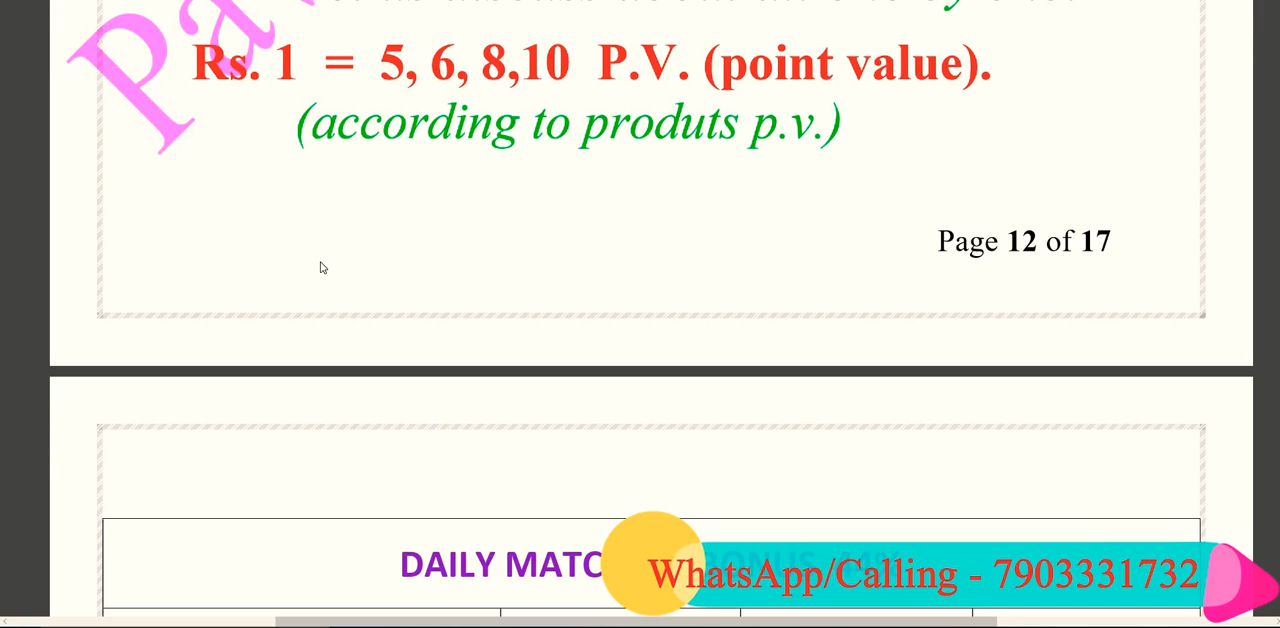 Rs. 1 = 5, 6, 8,10 P.V. (point value).
(according to produts p.v.)
Page 12 of 17
DAILY MATC
WhatsApp/Calling - 7903331732